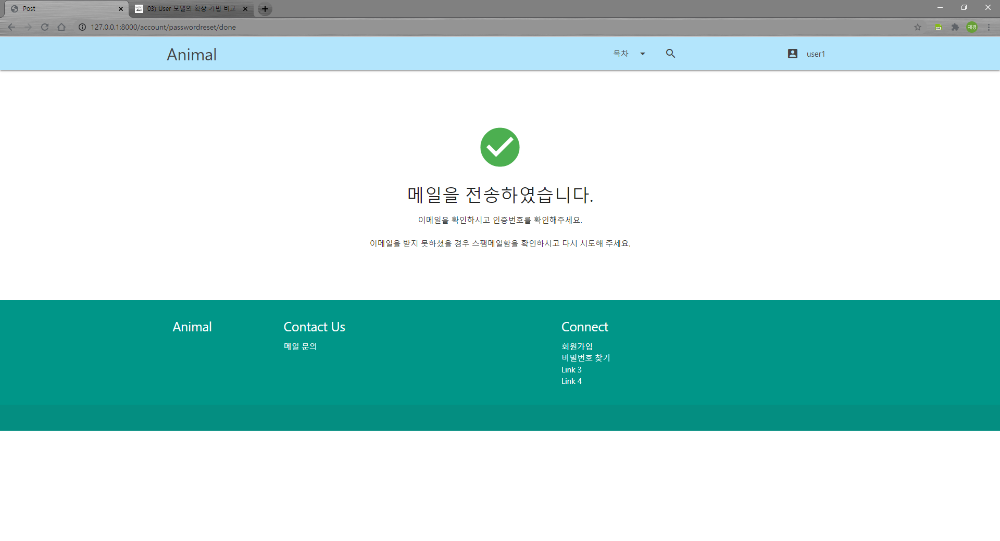 Post
03) User 모델의 확장 기법 비교
127.0.0.1:8000/account/passwordreset/done
재경
Animal
목차
user1
메일을 전송하였습니다.
이메일을 확인하시고 인증번호를 확인해주세요.
이메일을 받지 못하셨을 경우 스팸메일함을 확인하시고 다시 시도해 주세요.
Animal
Contact Us
메일 문의
Connect
회원가입
비밀번호 찾기
Link 3
Link 4